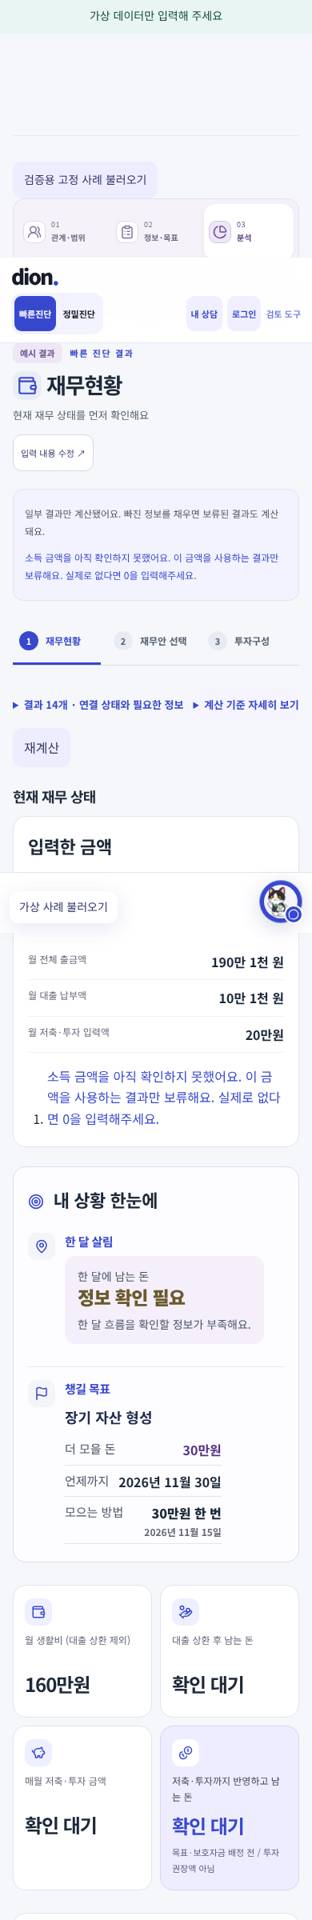 가상 데이터만 입력해 주세요
검증용 고정 사례 불러오기
01
관계·범위
02
정보·목표
03
분석
dion.
빠른진단
정밀진단
내 상담
로그인
검토 도구
예시 결과
빠른 진단 결과
재무현황
현재 재무 상태를 먼저 확인해요
입력 내용 수정 ↗
일부 결과만 계산됐어요. 빠진 정보를 채우면 보류된 결과도 계산
돼요.
소득 금액을 아직 확인하지 못했어요. 이 금액을 사용하는 결과만
보류해요. 실제로 없다면 0을 입력해주세요.
1 재무현황
2 재무안 선택
3 투자구성
▶ 결과 14개 · 연결 상태와 필요한 정보
▶ 계산 기준 자세히 보기
재계산
현재 재무 상태
입력한 금액
가상 사례 불러오기
월 전체 출금액 190만 1천 원
월 대출 납부액 10만 1천 원
월 저축·투자 입력액 20만원
소득 금액을 아직 확인하지 못했어요. 이 금
액을 사용하는 결과만 보류해요. 실제로 없다
1. 면 0을 입력해주세요.
내 상황 한눈에
한 달 살림
한 달에 남는 돈
정보 확인 필요
한 달 흐름을 확인할 정보가 부족해요.
챙길 목표
장기 자산 형성
더 모을 돈 30만원
언제까지 2026년 11월 30일
모으는 방법 30만원 한 번
2026년 11월 15일
월 생활비 (대출 상환 제외)
160만원
대출 상환 후 남는 돈
확인 대기
매월 저축·투자 금액
확인 대기
저축·투자까지 반영하고 남
는 돈
확인 대기
목표·보호자금 배정 전 / 투자
권장액 아님